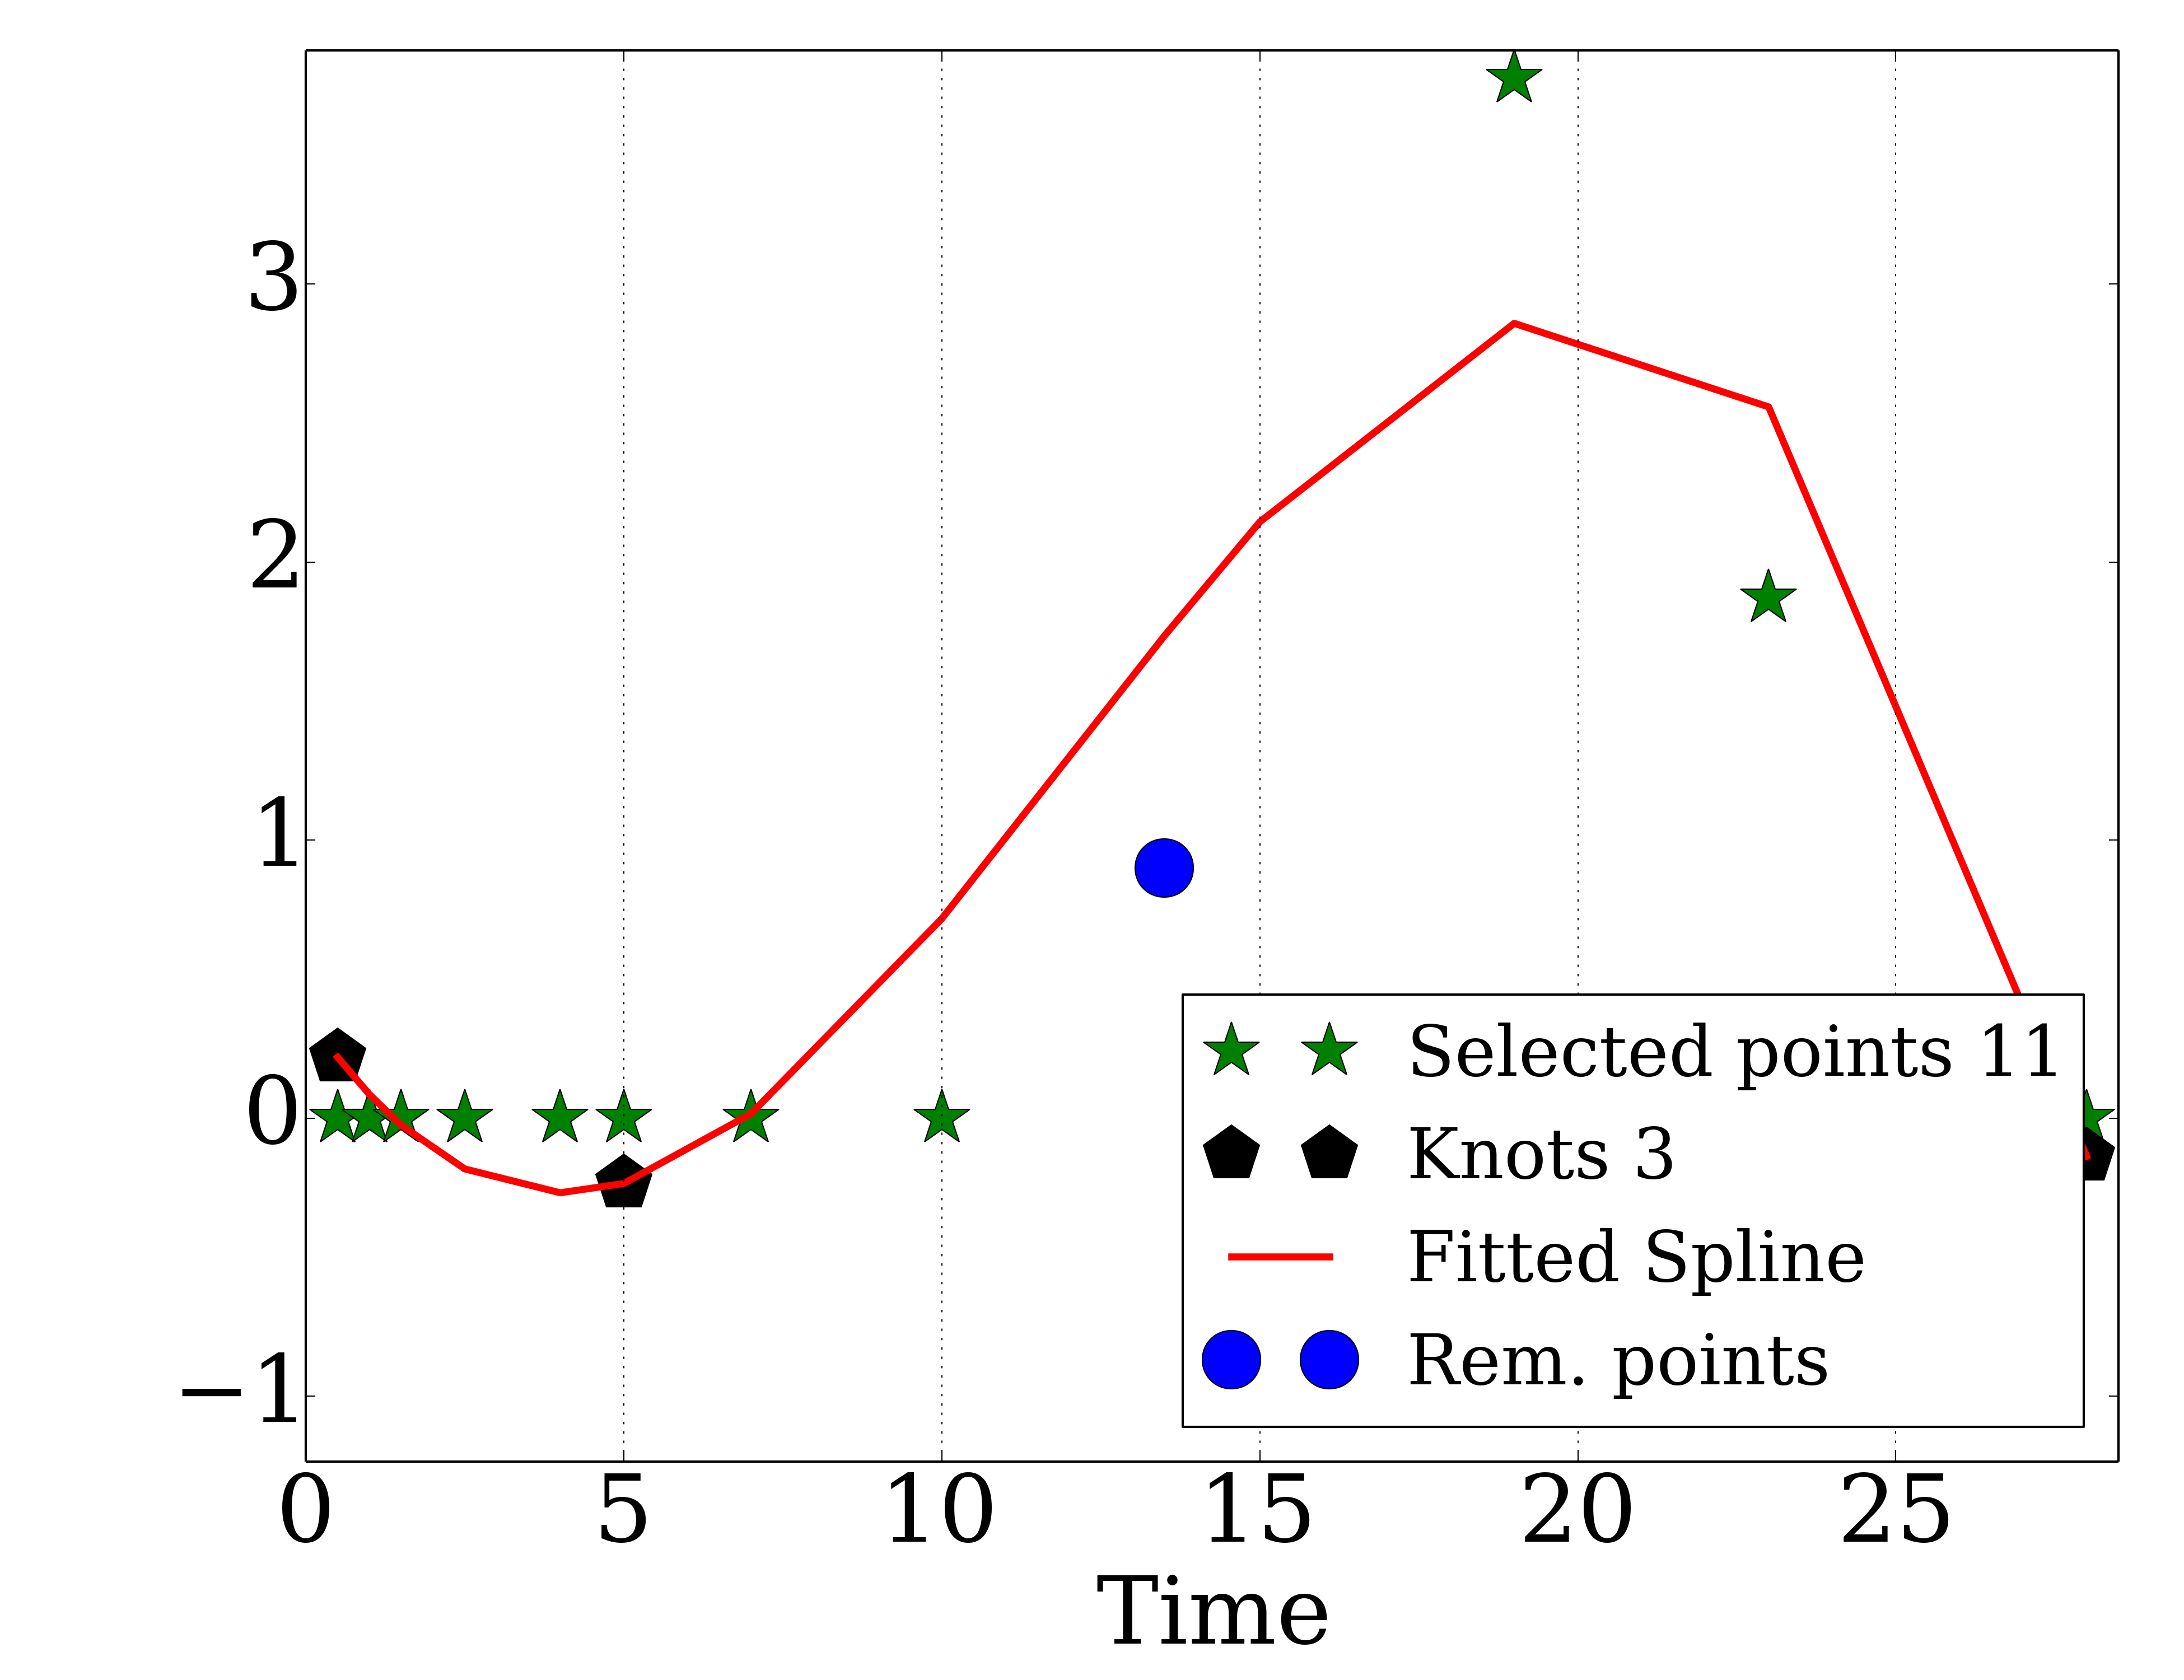 3
2
1
0
−1
Selected points 11
Knots 3
Fitted Spline
Rem. points
0 5 10 15 20 25
Time